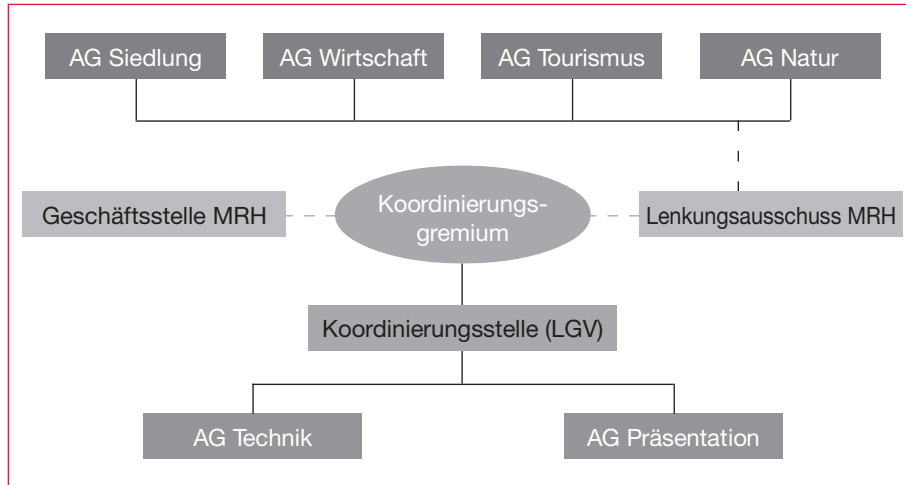 AG Siedlung
AG Wirtschaft
AG Tourismus
AG Natur
Geschäftsstelle MRH
Koordinierungs-
gremium
Lenkungsausschuss MRH
Koordinierungsstelle (LGV)
AG Technik
AG Präsentation